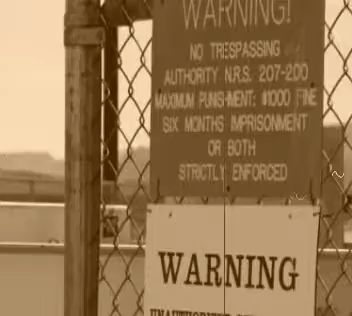 WARNING!
NO TRESPASSING
AUTHORITY N.R.S. 207-200
MAXIMUM PUNISHMENT: $1000 FINE
SIX MONTHS IMPRISONMENT
OR BOTH
STRICTLY ENFORCED
WARNING